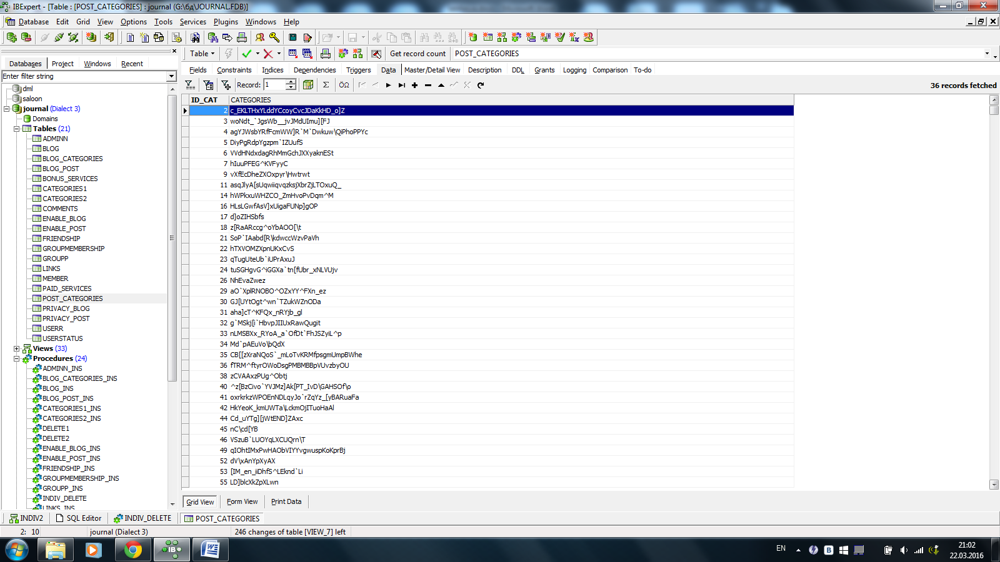 IBExpert - [Table : [POST_CATEGORIES] : journal (G:\бд\JOURNAL.FDB)]
Database Edit Grid View Options Tools Services Plugins Windows Help
Databases Project Windows Recent
Enter filter string
dml
saloon
journal (Dialect 3)
Domains
Tables (21)
ADMINN
BLOG
BLOG_CATEGORIES
BLOG_POST
BONUS_SERVICES
CATEGORIES1
CATEGORIES2
COMMENTS
ENABLE_BLOG
ENABLE_POST
FRIENDSHIP
GROUPMEMBERSHIP
GROUPP
LINKS
MEMBER
PAID_SERVICES
POST_CATEGORIES
PRIVACY_BLOG
PRIVACY_POST
USERR
USERSTATUS
Views (33)
Procedures (24)
ADMINN_INS
BLOG_CATEGORIES_INS
BLOG_INS
BLOG_POST_INS
CATEGORIES1_INS
CATEGORIES2_INS
DELETE1
DELETE2
ENABLE_BLOG_INS
ENABLE_POST_INS
FRIENDSHIP_INS
GROUPMEMBERSHIP_INS
GROUPP_INS
INDIV_DELETE
LINKS_INS
Table Get record count POST_CATEGORIES
Fields Constraints Indices Dependencies Triggers Data Master/Detail View Description DDL Grants Logging Comparison To-do
Record: 1 Σ ÖΩ 36 records fetched
ID_CAT CATEGORIES
2 c_EKLTHxYLddYCcoyCvcJDaKkHD_o]Z
3 woNdt_`JgsWb__jvJMdUImu][FJ
4 agYJWsbYRfFcmWW]R`M`Dwkuw\QiPhoPPYc
5 DiyPgRdpYgzpm`IZUufS
6 VVdHNdxdagRhMmGchJXXyaknESt
7 hIuuPFEG^KVFyyC
9 vXfEcDheZXOxpyr\Hwtrwt
11 asqJlyA[sUqwiiqvqzksjXbrZjLTOxuQ_
14 hWPkxuWHZCO_ZmHvoPvDqm^M
16 HLsLGwfAsV]xUigaFUNp]gOP
17 d]oZIHSbfs
18 z[RaARccg^oYbAOO[\t
21 SoP`IAabd[R\kdwccWzvPaVh
22 hTXVOMZXpnUKxCvS
23 qTugUteUb`iUPrAxuJ
24 tuSGHgvG^iGGXa`tn[fUbr_xNLVUjv
26 NhEvaZwez
29 aO`XplRNOBO^OZxYY^FXn_ez
30 GJ[UYtOgt^wn`TZukWZnODa
31 aha]cT^KFQx_nRYjb_gl
32 g`MSkj[i`HbvpJIIUxRawQugit
33 nLMSBXx_RYoA_a`OfDt`FhJSZyiL^p
34 Md`pAEuVo\bQdX
35 CB[[zXraNQoS`_mLoTvKRMfpsgmUmpBWhe
36 fTRM^ftyrOWoDsgPMBMBBpVUvzbyOU
38 zCVAAxzPUg^Obtj
40 ^z[BzCivo`YVJMz]Ak[PT_IvD\GAHSOf\o
41 oxrkrkzWPOEnNDLqyJo`rZqYz_[yBARuaFa
42 HkYeoK_kmUWTa\LckmOjITuoHaAl
44 Cd_uYTg][jWtEND]ZAxc
45 nC\cd[YB
46 VSzuB`LUOYqLXCUQrn\T
49 qIOhtIMxPwHAObVIYYvgwuspKoKprBj
52 dV\xAnYpXyAX
53 [IM_en_iiDhfS^LEknd`Li
55 LD]blcXkZpXLwn
Grid View Form View Print Data
INDIV2 SQL Editor INDIV_DELETE POST_CATEGORIES
2: 10 journal (Dialect 3) 246 changes of table [VIEW_7] left
EN 21:02
22.03.2016